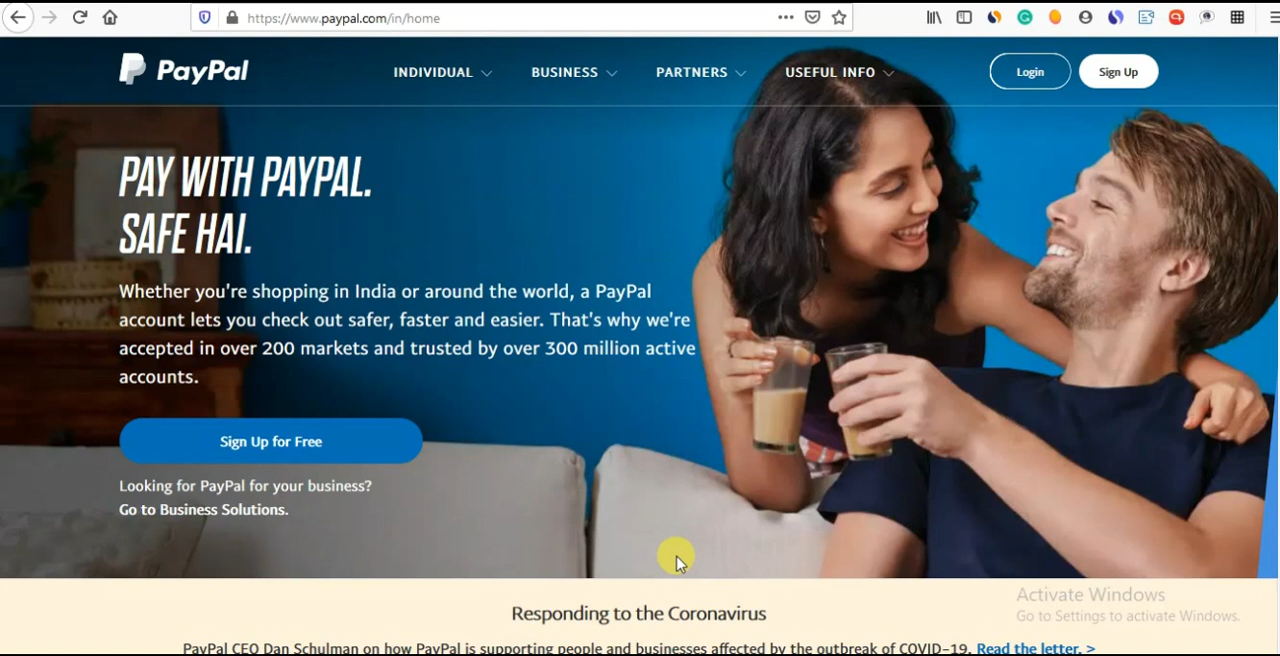 https://www.paypal.com/in/home
PayPal
INDIVIDUAL
BUSINESS
PARTNERS
USEFUL INFO
Login
Sign Up
PAY WITH PAYPAL.
SAFE HAI.
Whether you're shopping in India or around the world, a PayPal
account lets you check out safer, faster and easier. That's why we're
accepted in over 200 markets and trusted by over 300 million active
accounts.
Sign Up for Free
Looking for PayPal for your business?
Go to Business Solutions.
Activate Windows
Go to Settings to activate Windows.
Responding to the Coronavirus
PayPal CEO Dan Schulman on how PayPal is supporting people and businesses affected by the outbreak of COVID-19. Read the letter. >